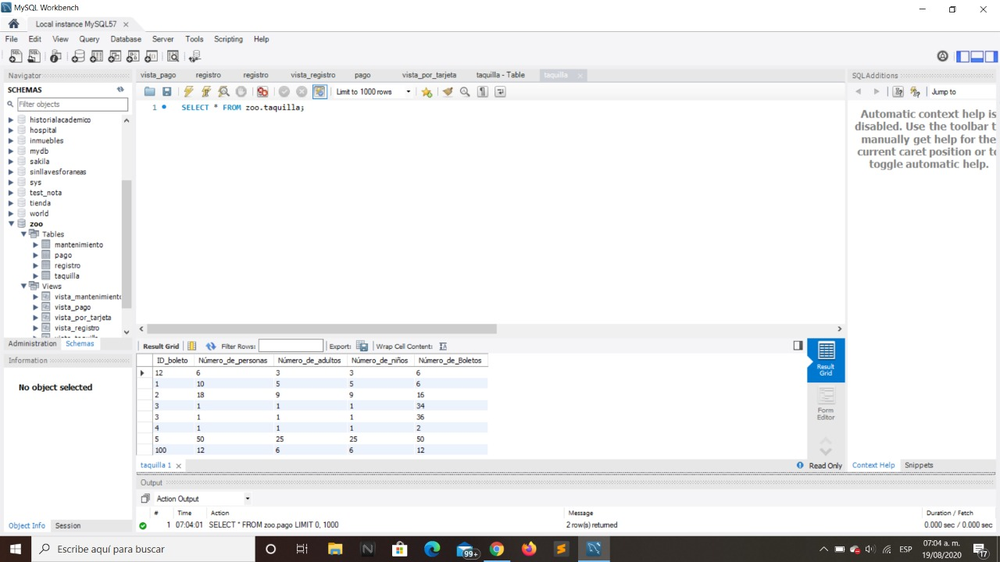 MySQL Workbench
Local instance MySQL57
File Edit View Query Database Server Tools Scripting Help
Navigator
SCHEMAS
Filter objects
historialacademico
hospital
inmuebles
mydb
sakila
sinllavesforaneas
sys
test_nota
tienda
world
zoo
Tables
mantenimiento
pago
registro
taquilla
Views
vista_mantenimiento
vista_pago
vista_por_tarjeta
vista_registro
Administration Schemas
Information
No object selected
Object Info Session
vista_pago registro registro vista_registro pago vista_por_tarjeta taquilla - Table taquilla
Limit to 1000 rows
1 SELECT * FROM zoo.taquilla;
Result Grid Filter Rows: Export: Wrap Cell Content:
ID_boleto Número_de_personas Número_de_adultos Número_de_niños Número_de_Boletos
12 6 3 3 6
1 10 5 5 6
2 18 9 9 16
3 1 1 1 34
3 1 1 1 36
4 1 1 1 2
5 50 25 25 50
100 12 6 6 12
Result
Grid
Form
Editor
taquilla 1
Read Only
SQLAdditions
Jump to
Automatic context help is
disabled. Use the toolbar t
manually get help for the
current caret position or to
toggle automatic help.
Context Help Snippets
Output
Action Output
# Time Action Message Duration / Fetch
1 07:04:01 SELECT * FROM zoo.pago LIMIT 0, 1000 2 row(s) returned 0.000 sec / 0.000 sec
Escribe aquí para buscar
99+
ESP
07:04 a. m.
19/08/2020
17